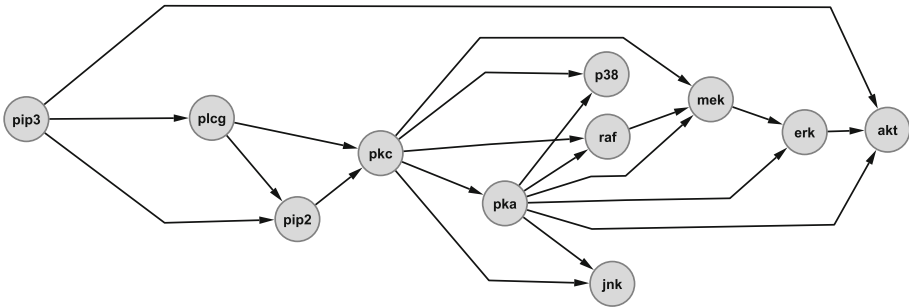 pip3
plcg
pip2
pkc
pka
p38
raf
mek
erk
akt
jnk